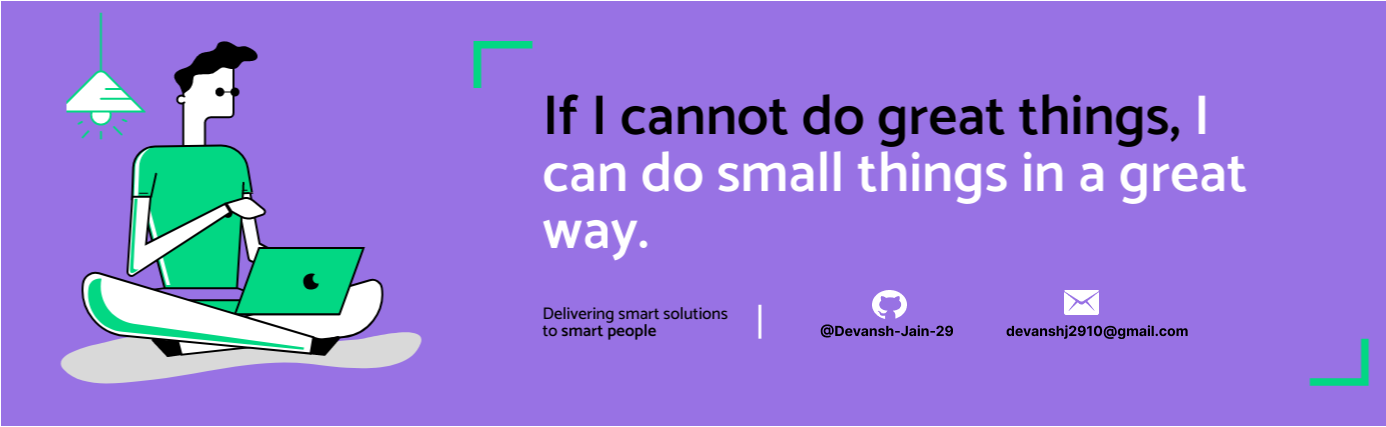 If I cannot do great things, I
can do small things in a great
way.
Delivering smart solutions
to smart people
@Devansh-Jain-29
devanshj2910@gmail.com